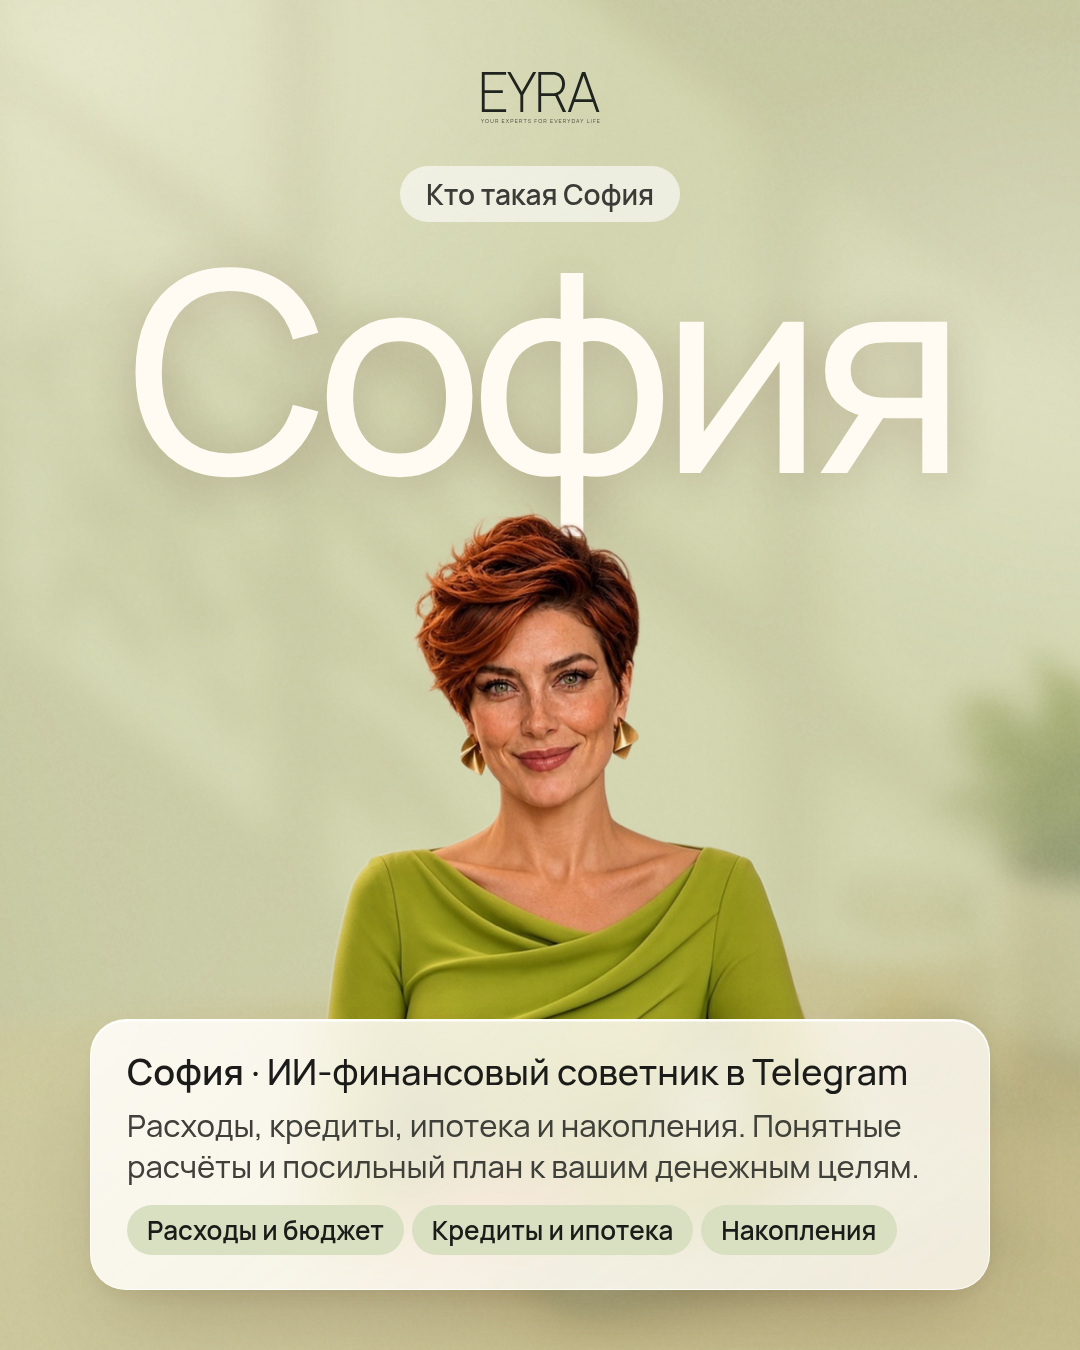 EYRA
YOUR EXPERTS FOR EVERYDAY LIFE
Кто такая София
София
София · ИИ-финансовый советник в Telegram
Расходы, кредиты, ипотека и накопления. Понятные
расчёты и посильный план к вашим денежным целям.
Расходы и бюджет
Кредиты и ипотека
Накопления